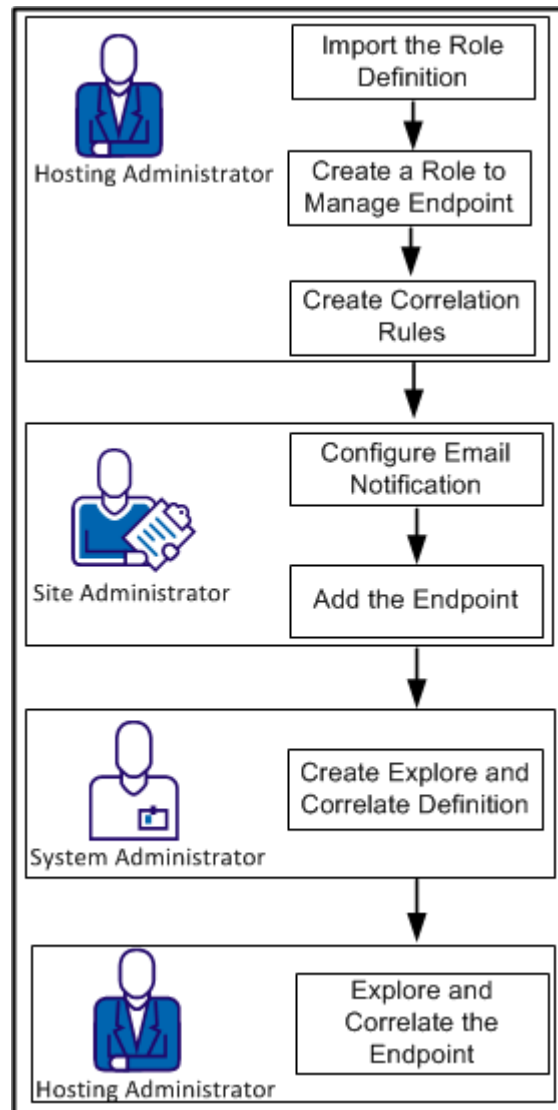 Import the Role
Definition
Hosting Administrator
Create a Role to
Manage Endpoint
Create Correlation
Rules
Configure Email
Notification
Site Administrator
Add the Endpoint
Create Explore and
Correlate Definition
System Administrator
Explore and
Correlate the
Endpoint
Hosting Administrator